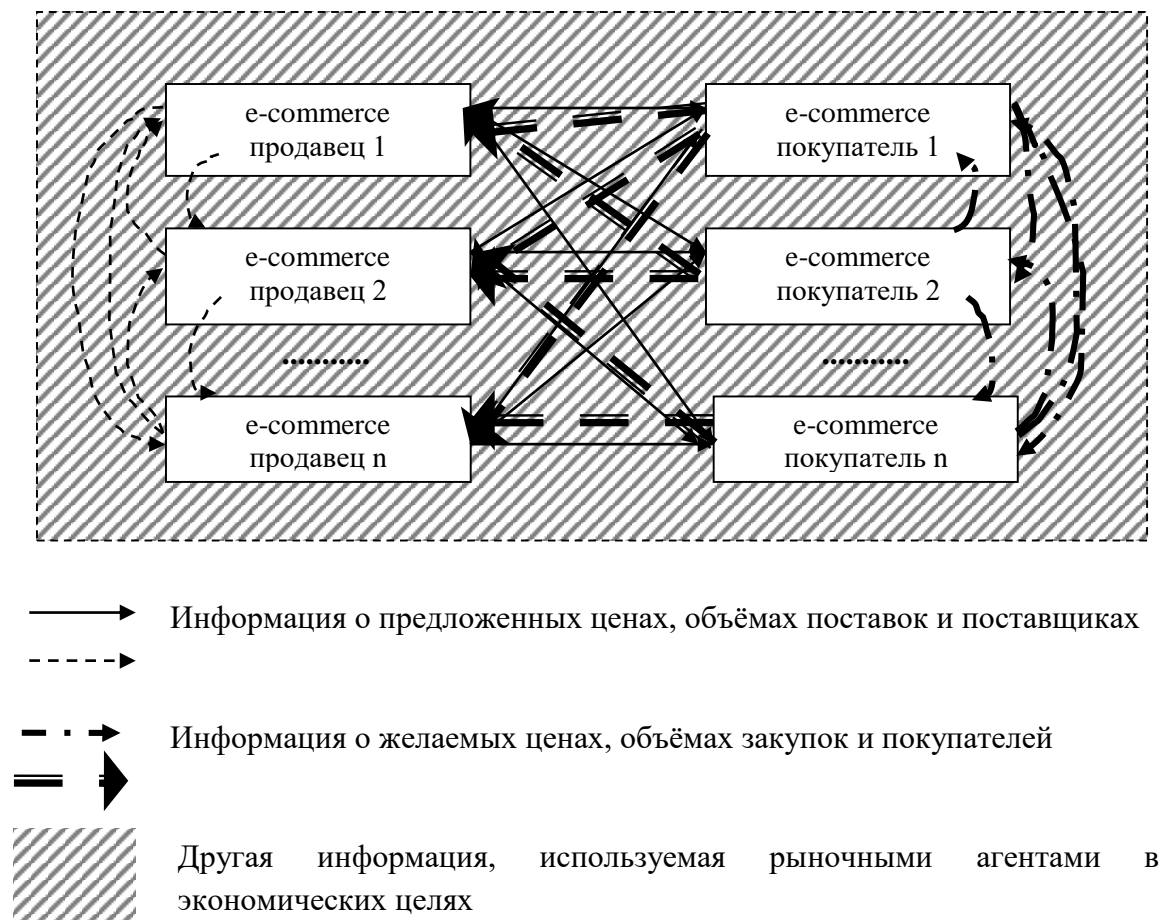 e-commerce
продавец 1
e-commerce
покупатель 1
e-commerce
продавец 2
e-commerce
покупатель 2
............
............
e-commerce
продавец n
e-commerce
покупатель n
Информация о предложенных ценах, объёмах поставок и поставщиках
Информация о желаемых ценах, объёмах закупок и покупателей
Другая информация, используемая рыночными агентами в
экономических целях